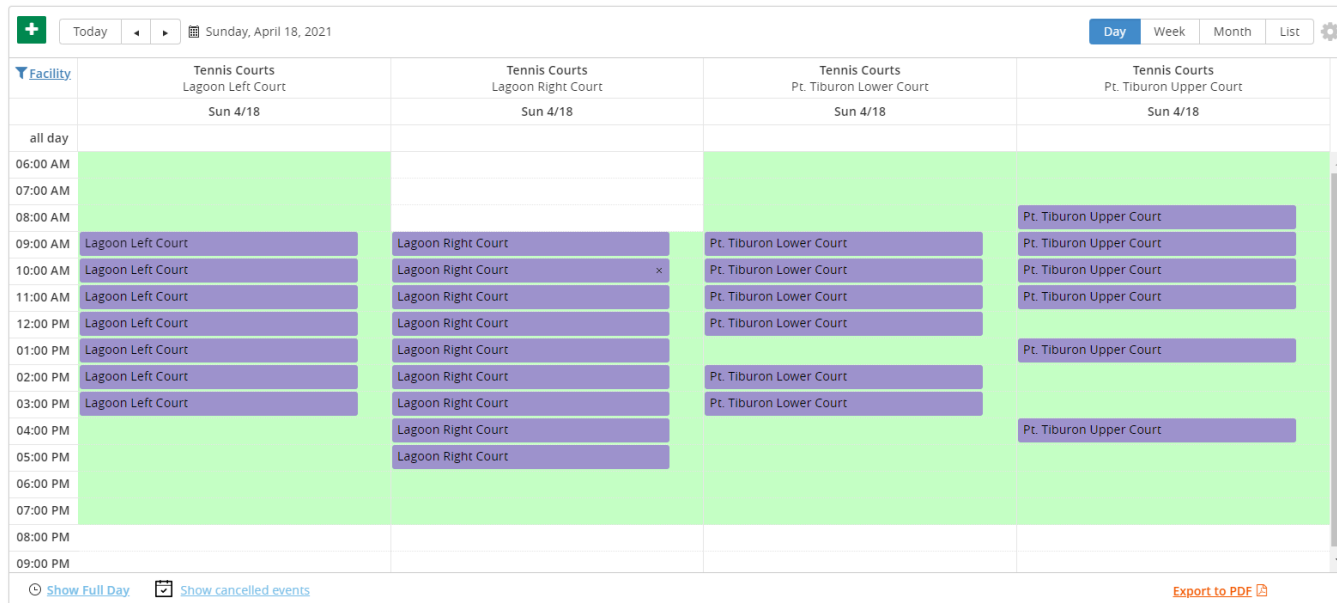 Today Sunday, April 18, 2021 Day Week Month List
Facility Tennis Courts Tennis Courts Tennis Courts Tennis Courts
Lagoon Left Court Lagoon Right Court Pt. Tiburon Lower Court Pt. Tiburon Upper Court
Sun 4/18 Sun 4/18 Sun 4/18 Sun 4/18
all day
06:00 AM
07:00 AM
08:00 AM Pt. Tiburon Upper Court
09:00 AM Lagoon Left Court Lagoon Right Court Pt. Tiburon Lower Court Pt. Tiburon Upper Court
10:00 AM Lagoon Left Court Lagoon Right Court × Pt. Tiburon Lower Court Pt. Tiburon Upper Court
11:00 AM Lagoon Left Court Lagoon Right Court Pt. Tiburon Lower Court Pt. Tiburon Upper Court
12:00 PM Lagoon Left Court Lagoon Right Court Pt. Tiburon Lower Court
01:00 PM Lagoon Left Court Lagoon Right Court Pt. Tiburon Upper Court
02:00 PM Lagoon Left Court Lagoon Right Court Pt. Tiburon Lower Court
03:00 PM Lagoon Left Court Lagoon Right Court Pt. Tiburon Lower Court
04:00 PM Lagoon Right Court Pt. Tiburon Upper Court
05:00 PM Lagoon Right Court
06:00 PM
07:00 PM
08:00 PM
09:00 PM
Show Full Day Show cancelled events Export to PDF